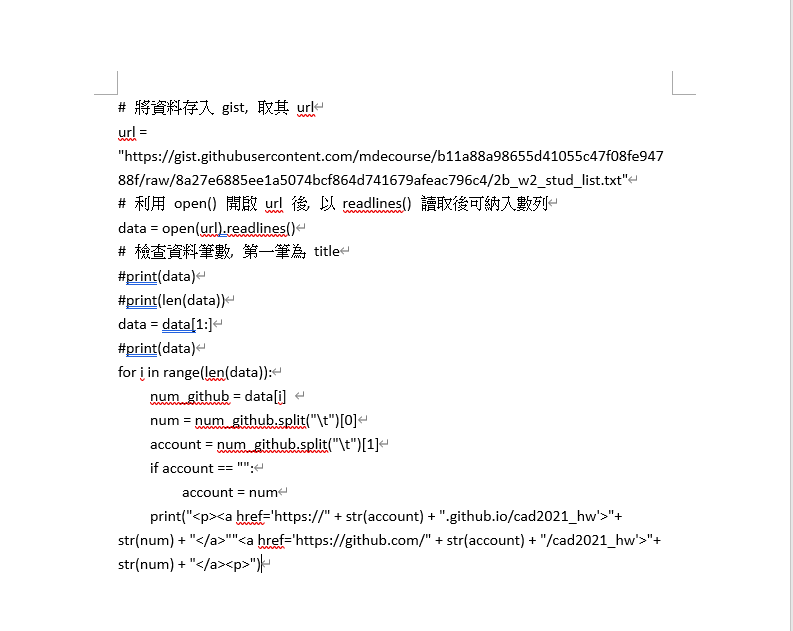 # 將資料存入 gist, 取其 url
url =
"https://gist.githubusercontent.com/mdecourse/b11a88a98655d41055c47f08fe947
88f/raw/8a27e6885ee1a5074bcf864d741679afeac796c4/2b_w2_stud_list.txt"
# 利用 open() 開啟 url 後, 以 readlines() 讀取後可納入數列
data = open(url).readlines()
# 檢查資料筆數, 第一筆為 title
#print(data)
#print(len(data))
data = data[1:]
#print(data)
for i in range(len(data)):
num_github = data[i]
num = num_github.split("\t")[0]
account = num_github.split("\t")[1]
if account == "":
account = num
print("<p><a href='https://" + str(account) + ".github.io/cad2021_hw'>"+
str(num) + "</a>""<a href='https://github.com/" + str(account) + "/cad2021_hw'>"+
str(num) + "</a><p>")